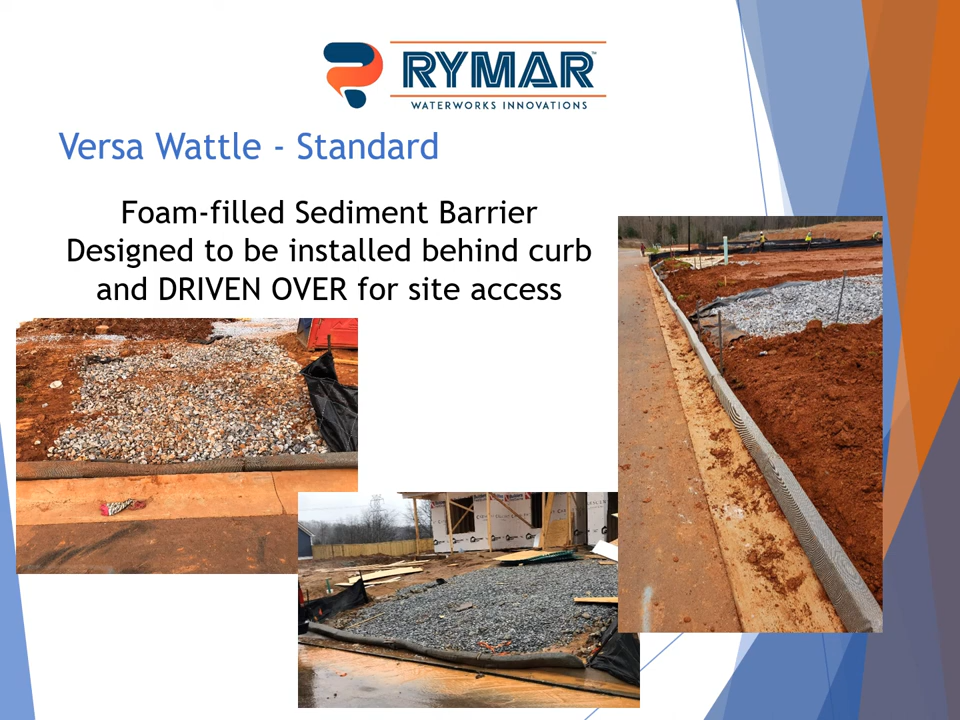 RYMAR™
WATERWORKS INNOVATIONS
Versa Wattle - Standard
Foam-filled Sediment Barrier
Designed to be installed behind curb
and DRIVEN OVER for site access